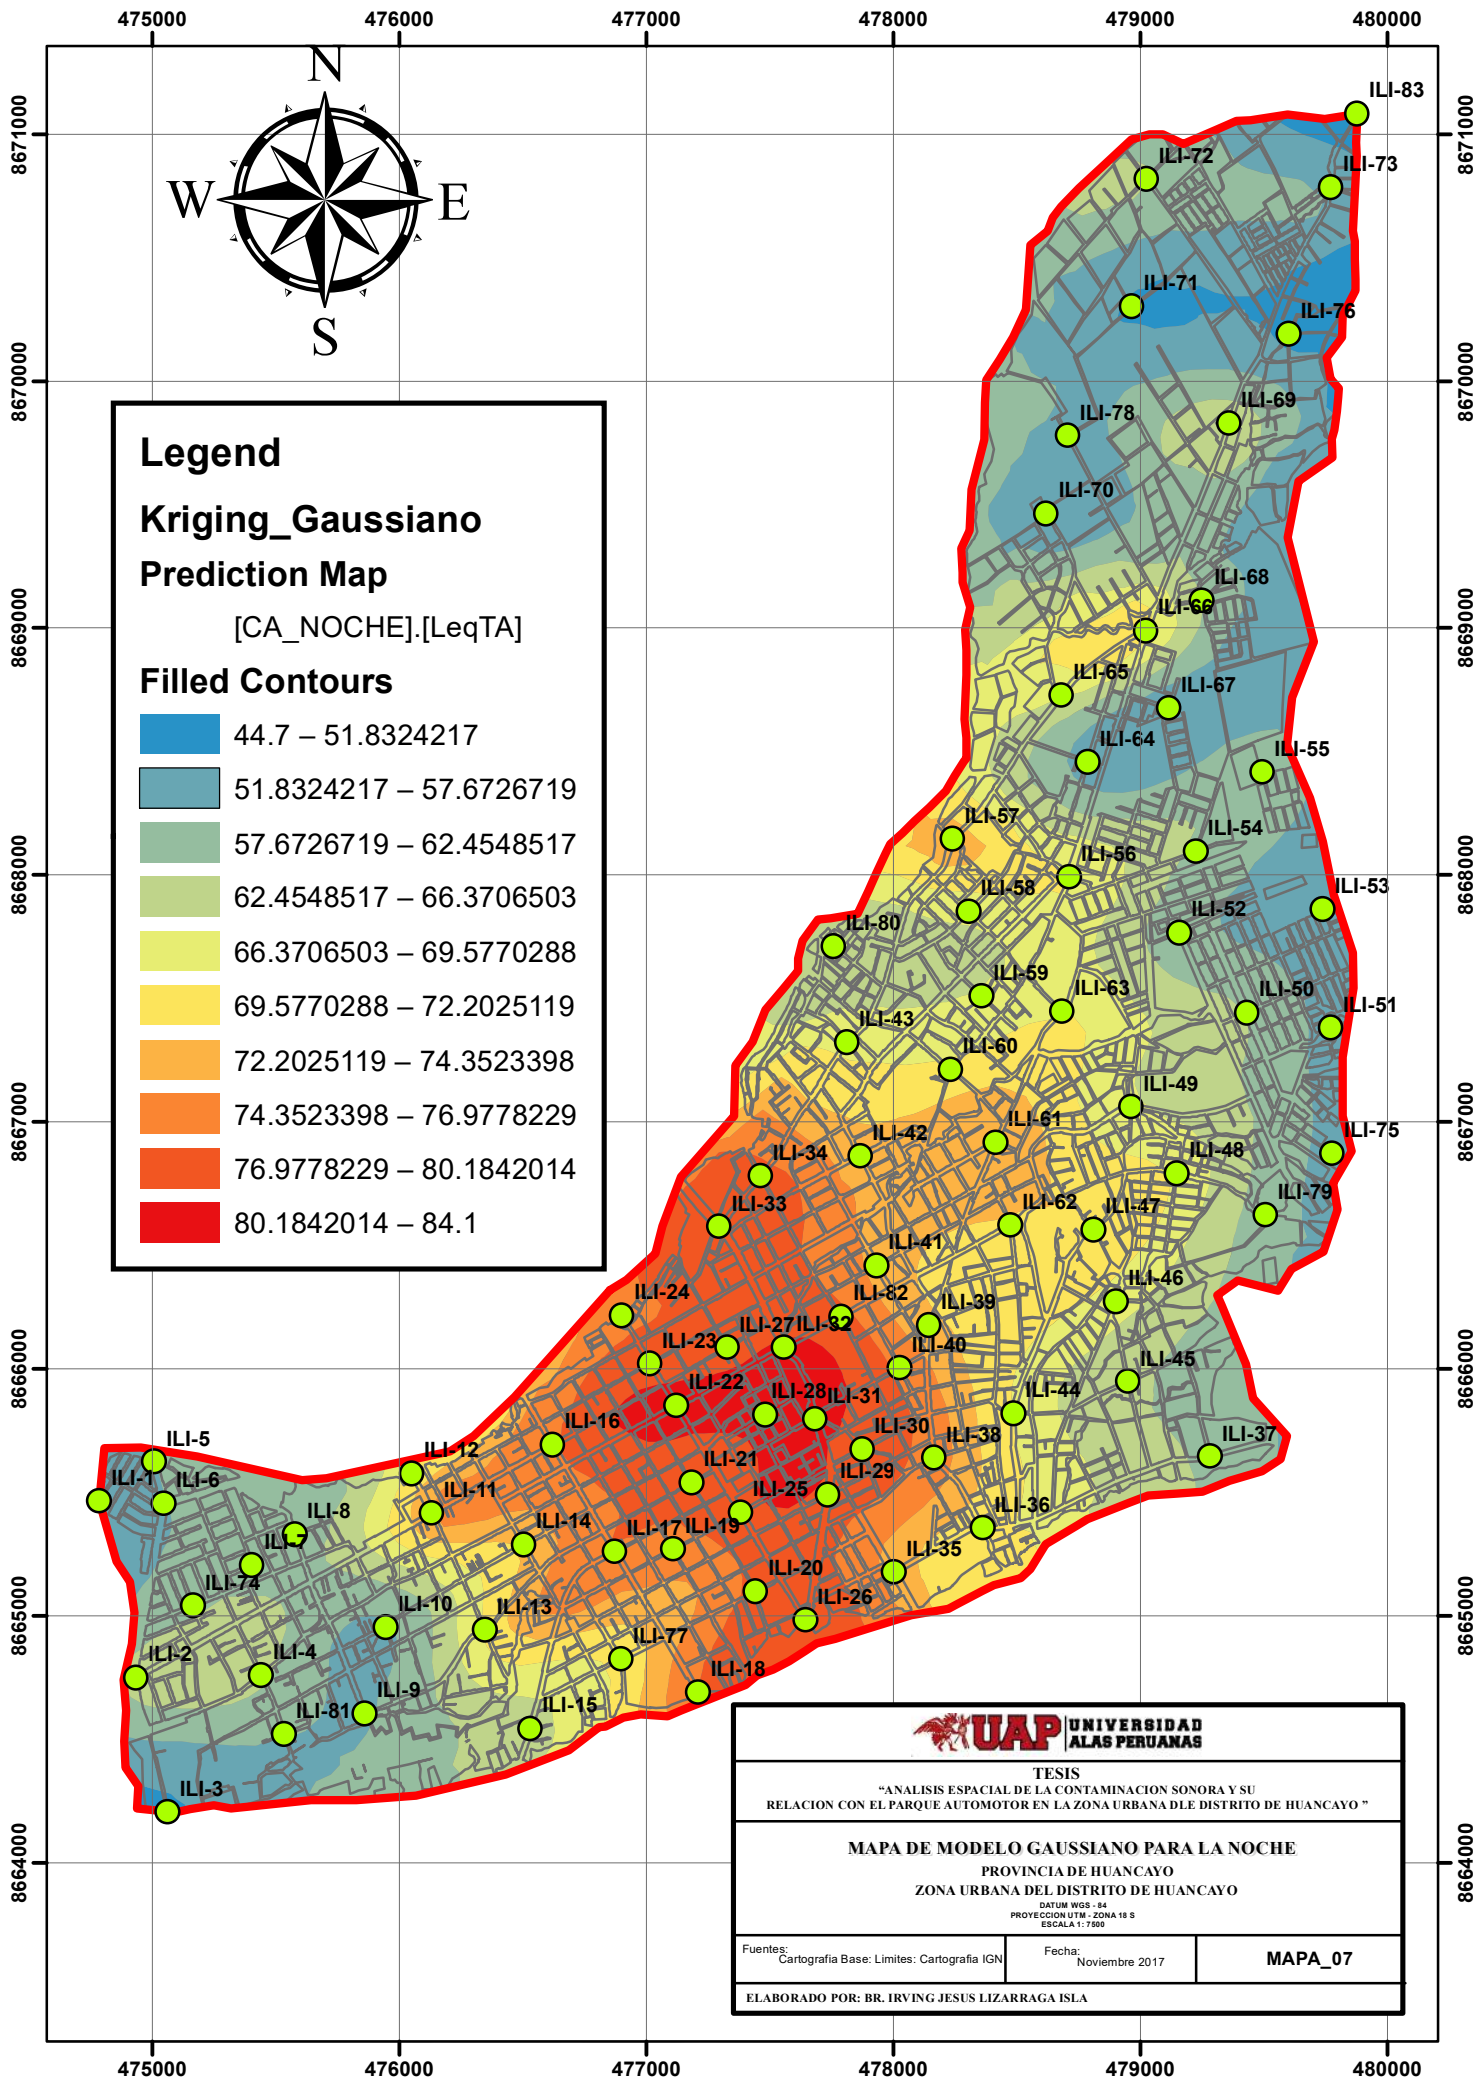 475000 476000 477000 478000 479000 480000
N
W E
S
8671000
8670000
8669000
8668000
8667000
8666000
8665000
8664000
8671000
8670000
8669000
8668000
8667000
8666000
8665000
8664000
Legend
Kriging_Gaussiano
Prediction Map
[CA_NOCHE].[LeqTA]
Filled Contours
44.7 – 51.8324217
51.8324217 – 57.6726719
57.6726719 – 62.4548517
62.4548517 – 66.3706503
66.3706503 – 69.5770288
69.5770288 – 72.2025119
72.2025119 – 74.3523398
74.3523398 – 76.9778229
76.9778229 – 80.1842014
80.1842014 – 84.1
ILI-83
ILI-72
ILI-73
ILI-71
ILI-76
ILI-69
ILI-78
ILI-70
ILI-68
ILI-66
ILI-65
ILI-67
ILI-64
ILI-55
ILI-57
ILI-54
ILI-56
ILI-58
ILI-53
ILI-52
ILI-80
ILI-59
ILI-63
ILI-50
ILI-51
ILI-43
ILI-60
ILI-49
ILI-61
ILI-42
ILI-75
ILI-34
ILI-48
ILI-79
ILI-33
ILI-62
ILI-47
ILI-41
ILI-46
ILI-24
ILI-82
ILI-39
ILI-27
ILI-32
ILI-23
ILI-40
ILI-45
ILI-22
ILI-28
ILI-31
ILI-44
ILI-16
ILI-30
ILI-38
ILI-37
ILI-5
ILI-12
ILI-1
ILI-6
ILI-21
ILI-29
ILI-11
ILI-25
ILI-8
ILI-36
ILI-14
ILI-17
ILI-19
ILI-7
ILI-35
ILI-74
ILI-20
ILI-10
ILI-13
ILI-26
ILI-77
ILI-2
ILI-4
ILI-18
ILI-9
ILI-81
ILI-15
ILI-3
UAP UNIVERSIDAD
ALAS PERUANAS
TESIS
“ANALISIS ESPACIAL DE LA CONTAMINACION SONORA Y SU
RELACION CON EL PARQUE AUTOMOTOR EN LA ZONA URBANA DLE DISTRITO DE HUANCAYO ”
MAPA DE MODELO GAUSSIANO PARA LA NOCHE
PROVINCIA DE HUANCAYO
ZONA URBANA DEL DISTRITO DE HUANCAYO
DATUM WGS - 84
PROYECCION UTM - ZONA 18 S
ESCALA 1: 7500
Fuentes:
Cartografia Base: Limites: Cartografia IGN
Fecha:
Noviembre 2017
MAPA_07
ELABORADO POR: BR. IRVING JESUS LIZARRAGA ISLA
475000 476000 477000 478000 479000 480000